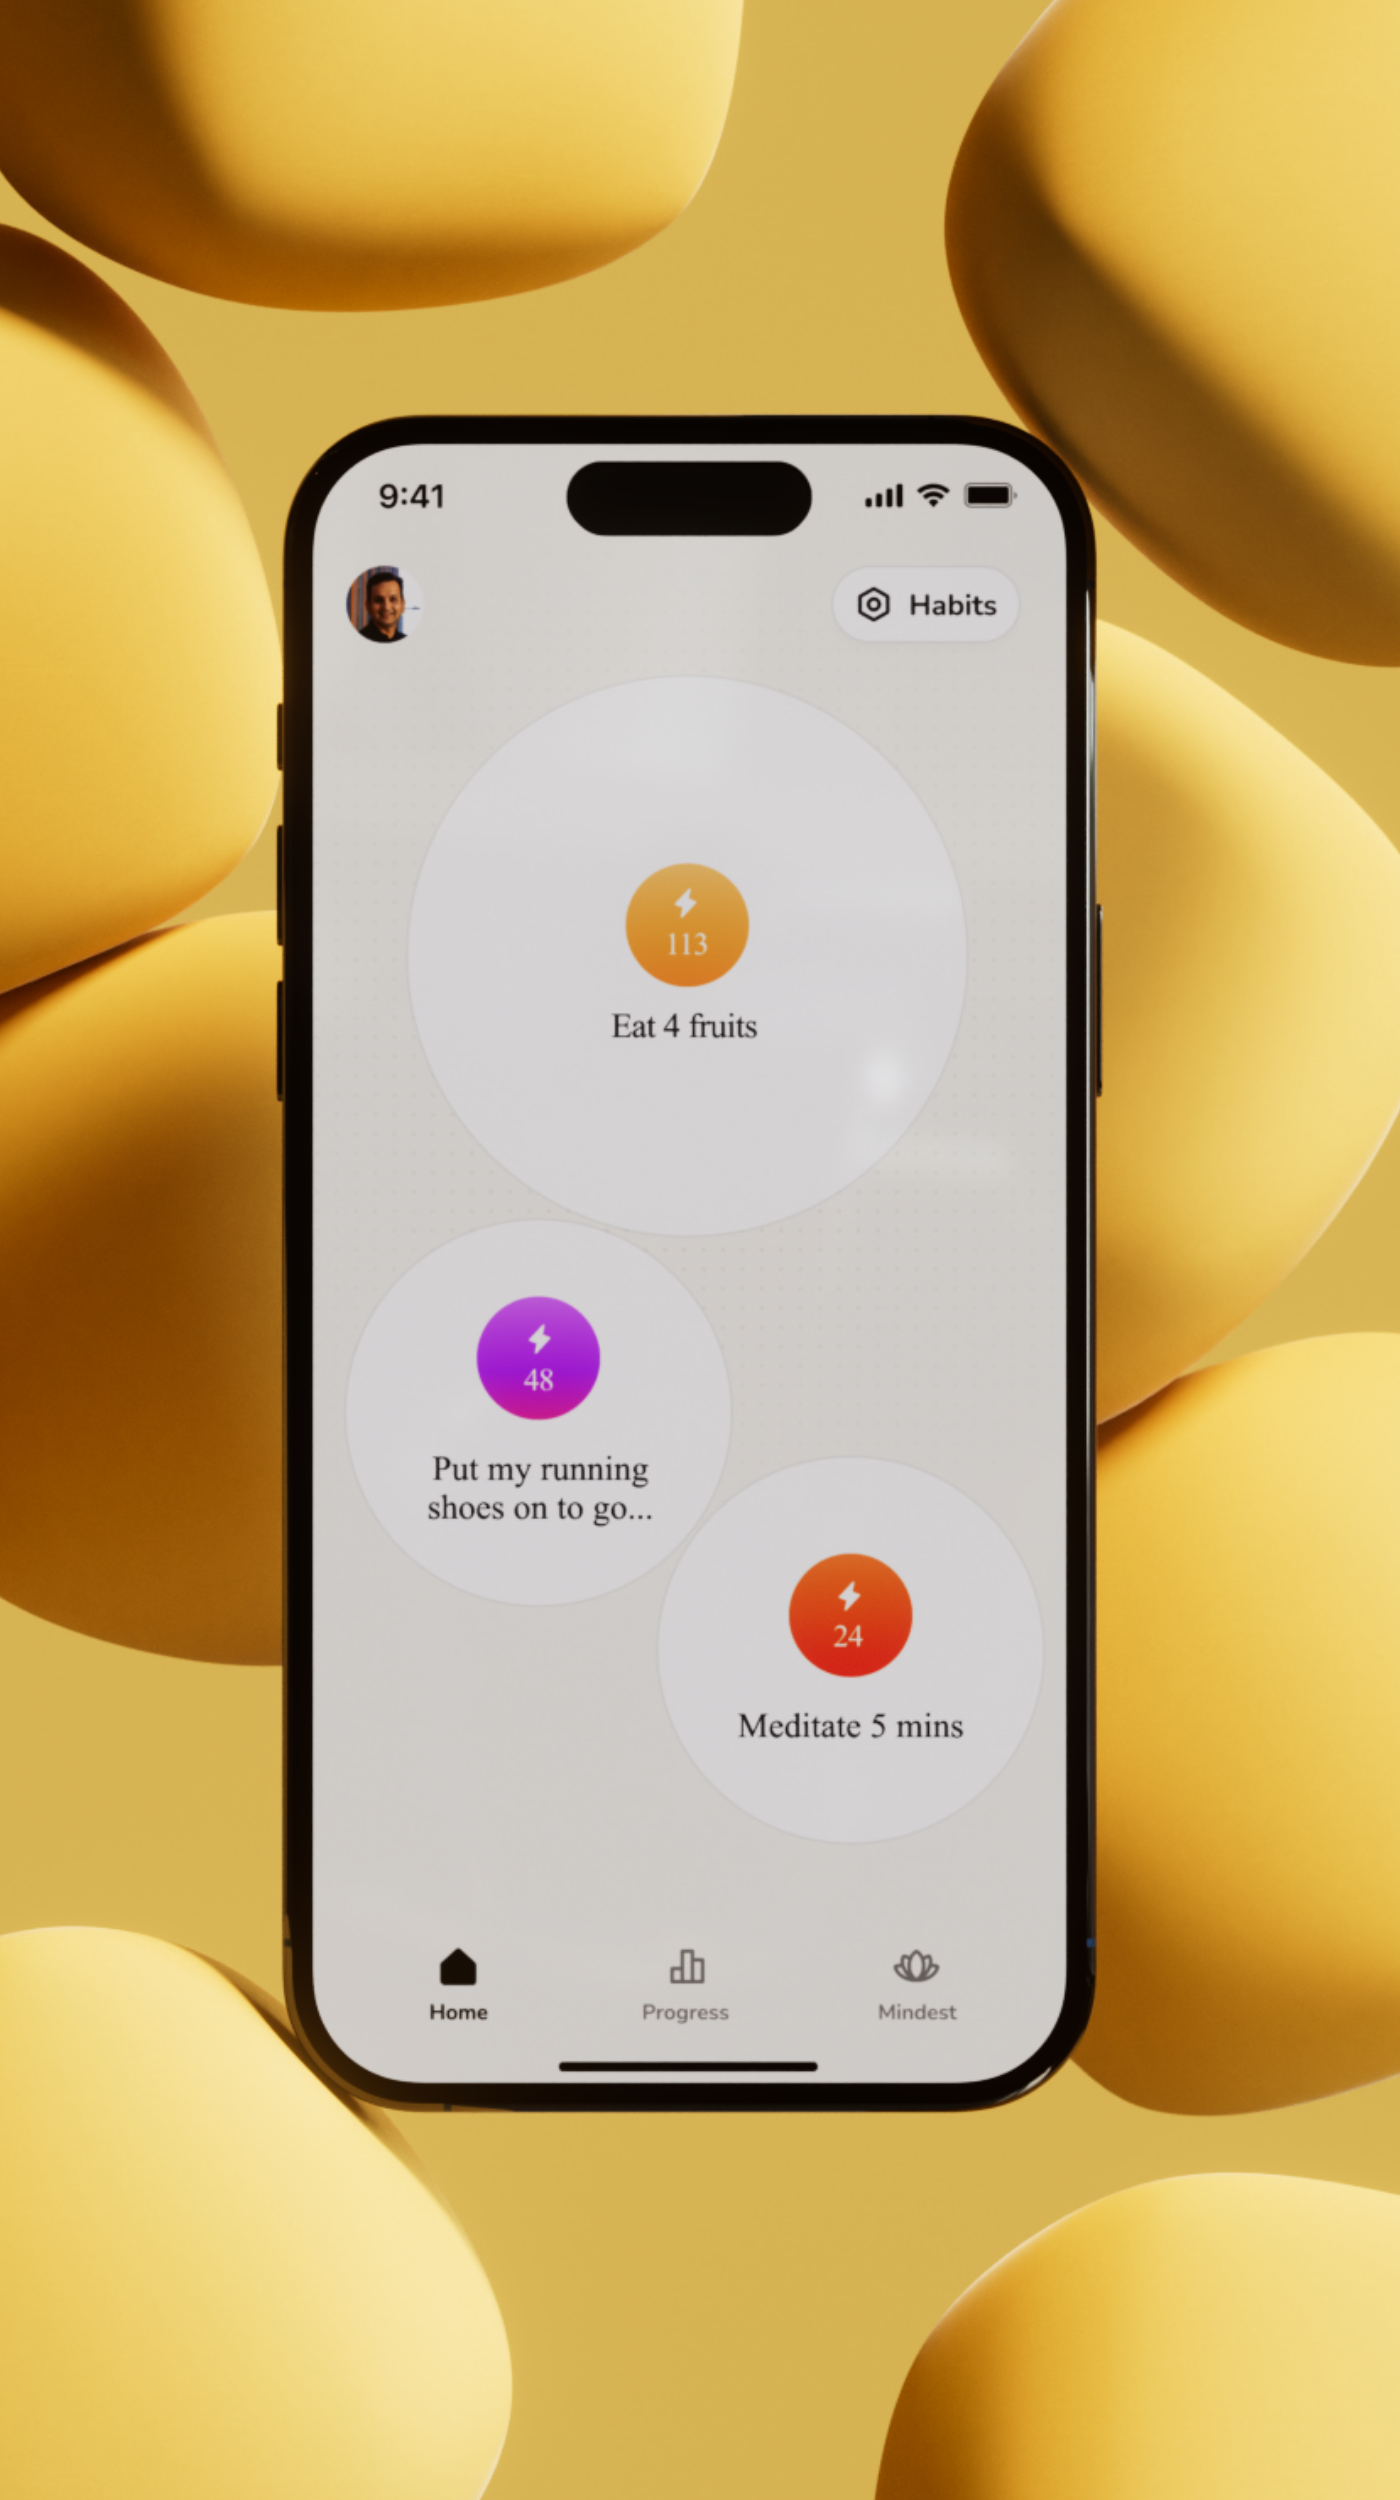 9:41
Habits
113
Eat 4 fruits
48
Put my running
shoes on to go...
24
Meditate 5 mins
Home
Progress
Mindest